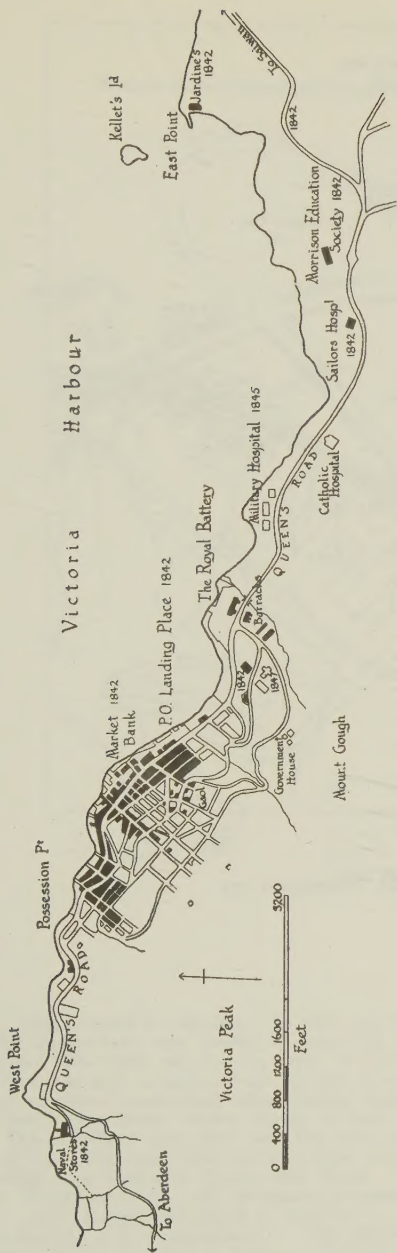 Victoria Harbour
Kellet's Id
East Point
Jardine's
1842
To Saiwan
1842
Morrison Education
Society 1842
Sailors Hospl
1842
Catholic
Hospital
QUEEN'S ROAD
Military Hospital 1845
The Royal Battery
Barracks
1842
1842
P.O. Landing Place 1842
Market 1842
Bank
Gaol
Government
House
Mount Gough
Possession Pt
QUEEN'S ROAD
West Point
Naval
Stores
1842
To Aberdeen
Victoria Peak
0 400 800 1200 1600 3200
Feet